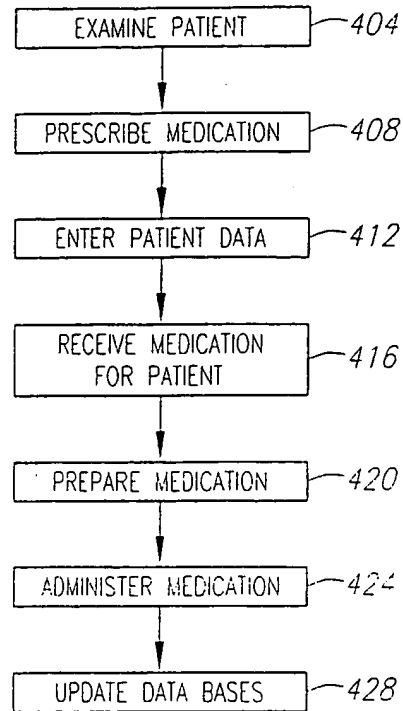 EXAMINE PATIENT 404
PRESCRIBE MEDICATION 408
ENTER PATIENT DATA 412
RECEIVE MEDICATION
FOR PATIENT 416
PREPARE MEDICATION 420
ADMINISTER MEDICATION 424
UPDATE DATA BASES 428